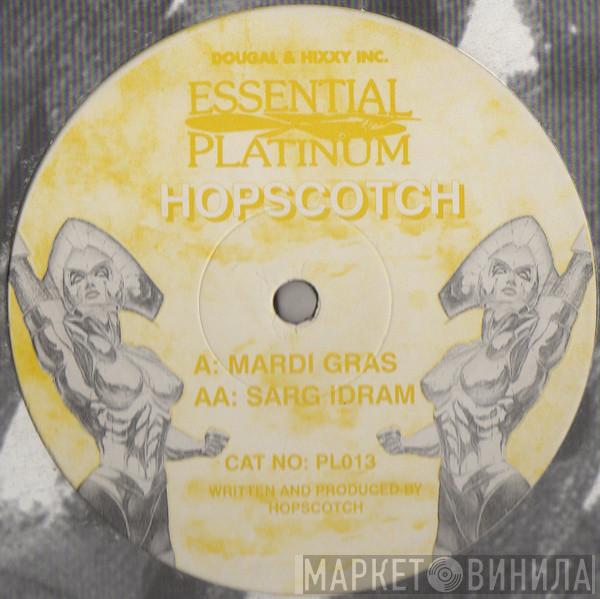 DOUGAL & HIXXY INC.
ESSENTIAL
PLATINUM
HOPSCOTCH
A: MARDI GRAS
AA: SARG IDRAM
CAT NO: PL013
WRITTEN AND PRODUCED BY
HOPSCOTCH
МАРКЕТ ВИНИЛА